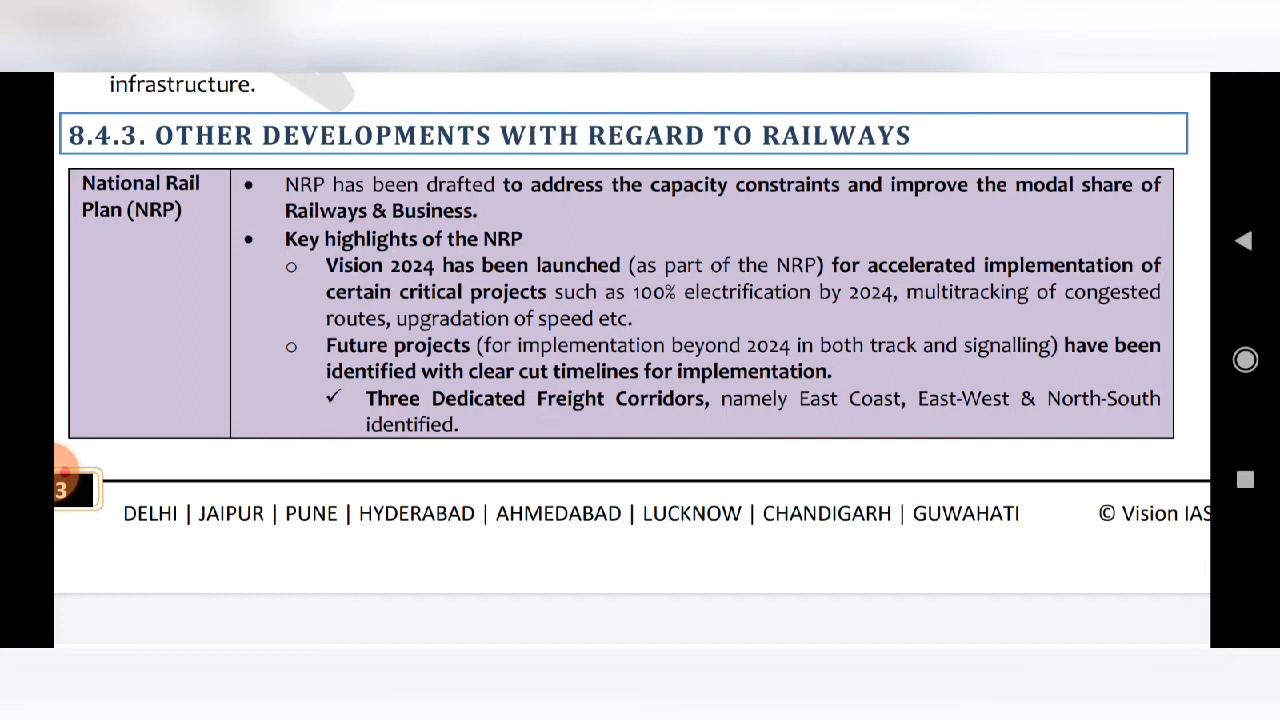 infrastructure.
8.4.3. OTHER DEVELOPMENTS WITH REGARD TO RAILWAYS
National Rail
Plan (NRP)
• NRP has been drafted to address the capacity constraints and improve the modal share of
Railways & Business.
• Key highlights of the NRP
o Vision 2024 has been launched (as part of the NRP) for accelerated implementation of
certain critical projects such as 100% electrification by 2024, multitracking of congested
routes, upgradation of speed etc.
o Future projects (for implementation beyond 2024 in both track and signalling) have been
identified with clear cut timelines for implementation.
✓ Three Dedicated Freight Corridors, namely East Coast, East-West & North-South
identified.
3
DELHI | JAIPUR | PUNE | HYDERABAD | AHMEDABAD | LUCKNOW | CHANDIGARH | GUWAHATI
© Vision IAS